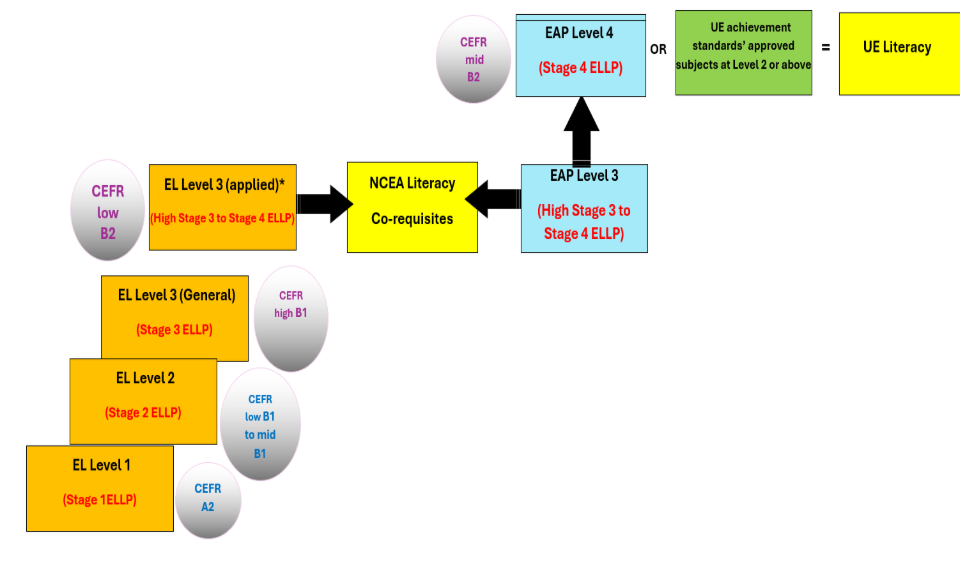 CEFR
mid
B2
EAP Level 4
(Stage 4 ELLP)
OR
UE achievement
standards' approved
subjects at Level 2 or above
=
UE Literacy
CEFR
low
B2
EL Level 3 (applied)*
(High Stage 3 to Stage 4 ELLP)
NCEA Literacy
Co-requisites
EAP Level 3
(High Stage 3 to
Stage 4 ELLP)
EL Level 3 (General)
(Stage 3 ELLP)
CEFR
high B1
EL Level 2
(Stage 2 ELLP)
CEFR
low B1
to mid
B1
EL Level 1
(Stage 1ELLP)
CEFR
A2